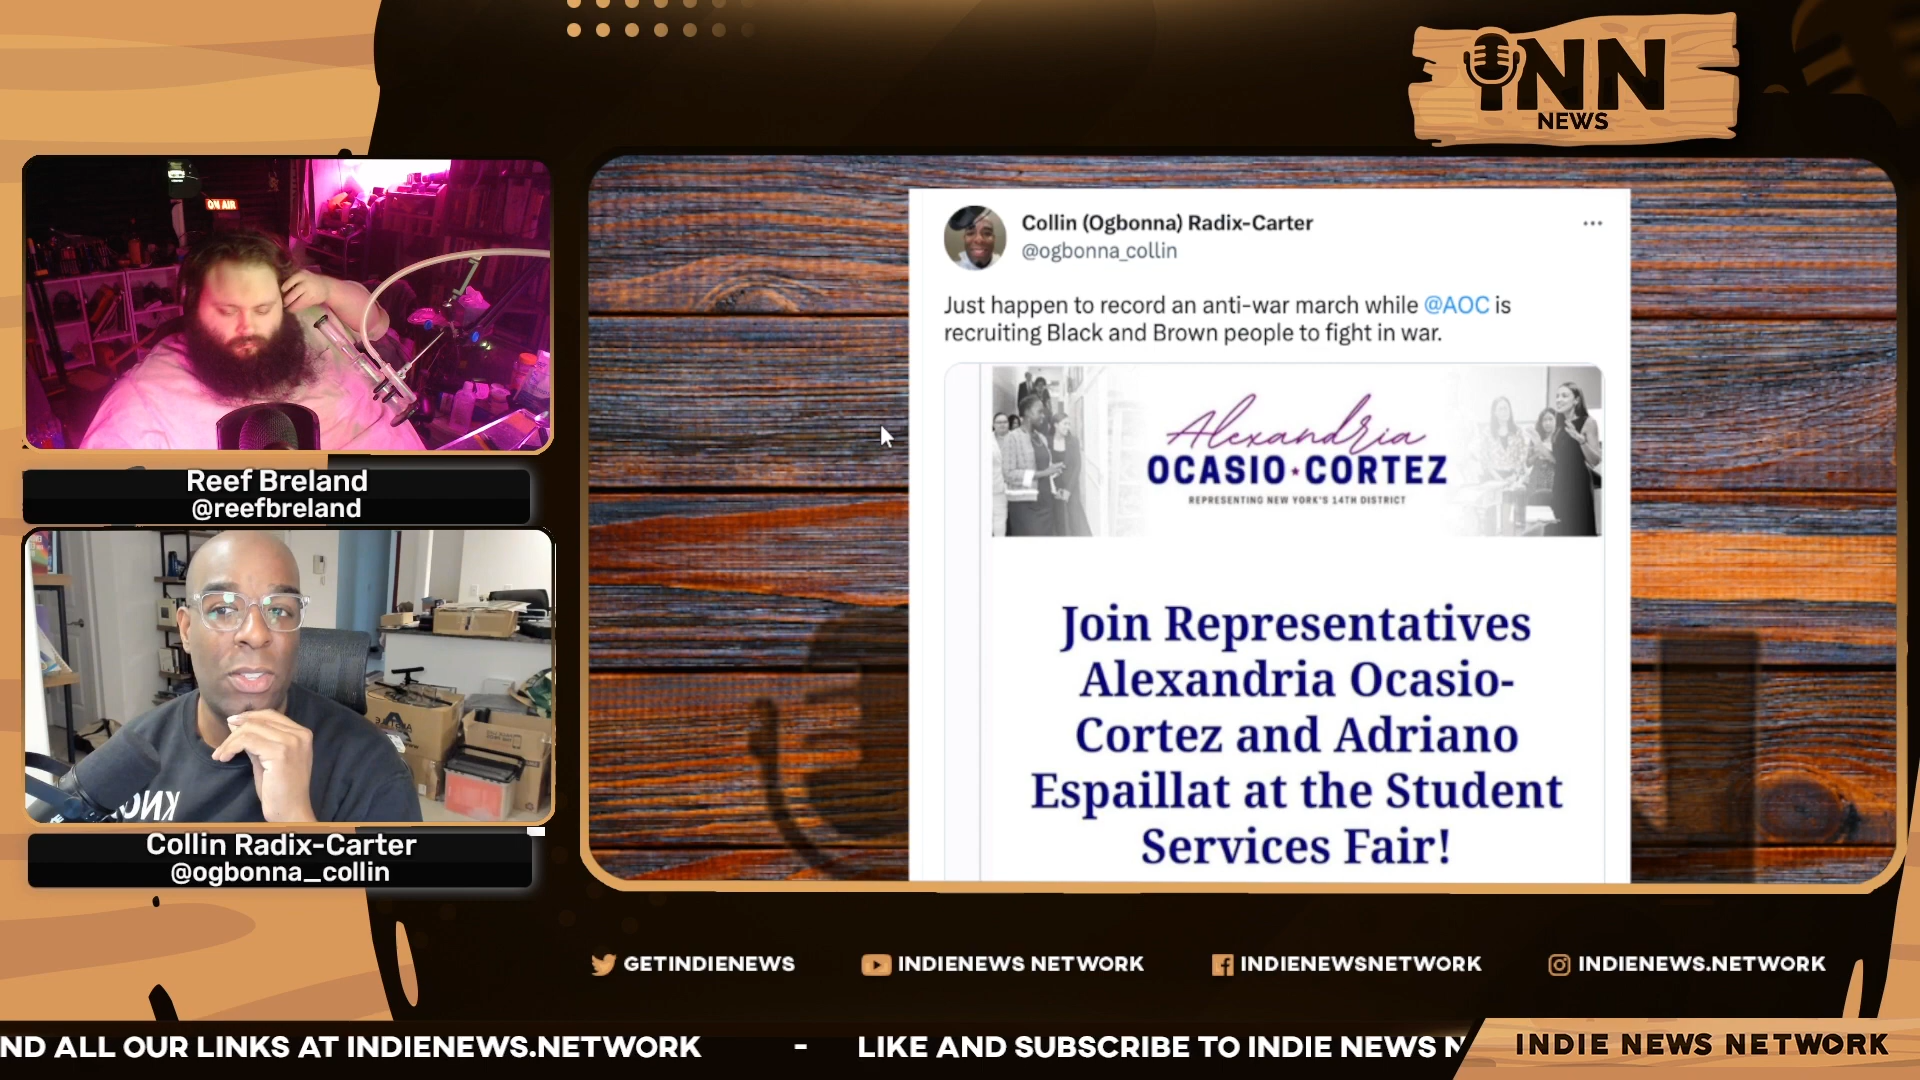 iNN
NEWS
ON AIR
Reef Breland
@reefbreland
Collin Radix-Carter
@ogbonna_collin
Collin (Ogbonna) Radix-Carter
@ogbonna_collin
Just happen to record an anti-war march while @AOC is
recruiting Black and Brown people to fight in war.
Alexandria
OCASIO★CORTEZ
REPRESENTING NEW YORK'S 14TH DISTRICT
Join Representatives
Alexandria Ocasio-
Cortez and Adriano
Espaillat at the Student
Services Fair!
GETINDIENEWS
INDIENEWS NETWORK
INDIENEWSNETWORK
INDIENEWS.NETWORK
ND ALL OUR LINKS AT INDIENEWS.NETWORK - LIKE AND SUBSCRIBE TO INDIE NEWS N
INDIE NEWS NETWORK